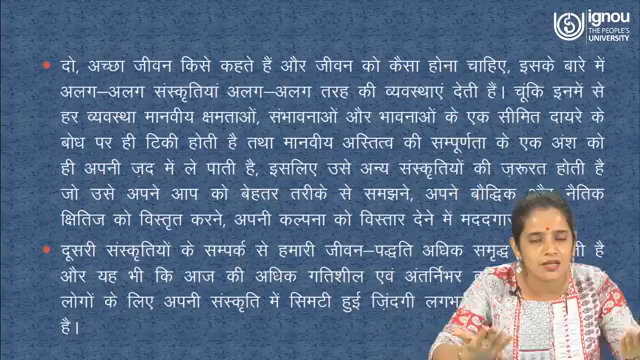 ignou
THE PEOPLE'S
UNIVERSITY
दो, अच्छा जीवन किसे कहते हैं और जीवन को कैसा होना चाहिए, इसके बारे में
अलग–अलग संस्कृतियां अलग–अलग तरह की व्यवस्थाएं देती हैं। चूंकि इनमें से
हर व्यवस्था मानवीय क्षमताओं, संभावनाओं और भावनाओं के एक सीमित दायरे के
बोध पर ही टिकी होती है तथा मानवीय अस्तित्व की सम्पूर्णता के एक अंश को
ही अपनी ज़द में ले पाती है, इसलिए उसे अन्य संस्कृतियों की ज़रूरत होती है
जो उसे अपने आप को बेहतर तरीके से समझने, अपने बौद्धिक और नैतिक
क्षितिज को विस्तृत करने, अपनी कल्पना को विस्तार देने में मददगार
दूसरी संस्कृतियों के सम्पर्क से हमारी जीवन–पद्धति अधिक समृद्ध है
और यह भी कि आज की अधिक गतिशील एवं अंतर्निभर
लोगों के लिए अपनी संस्कृति में सिमटी हुई ज़िंदगी
है।